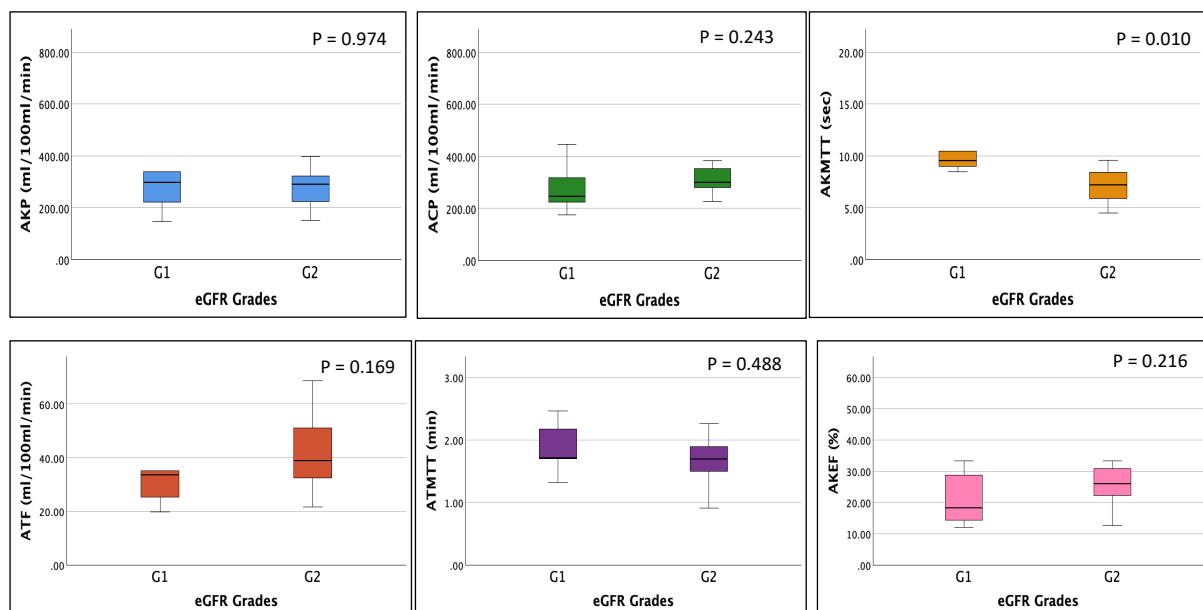 P = 0.974
AKP (ml/100ml/min)
800.00
600.00
400.00
200.00
.00
G1
G2
eGFR Grades
P = 0.243
ACP (ml/100ml/min)
800.00
600.00
400.00
200.00
.00
G1
G2
eGFR Grades
P = 0.010
AKMTT (sec)
20.00
15.00
10.00
5.00
.00
G1
G2
eGFR Grades
P = 0.169
ATF (ml/100ml/min)
60.00
40.00
20.00
.00
G1
G2
eGFR Grades
P = 0.488
ATMTT (min)
3.00
2.00
1.00
.00
G1
G2
eGFR Grades
P = 0.216
AKEF (%)
60.00
50.00
40.00
30.00
20.00
10.00
.00
G1
G2
eGFR Grades